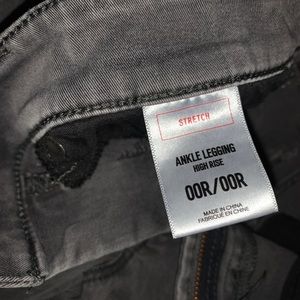 STRETCH
ANKLE LEGGING
HIGH RISE
00R/00R
MADE IN CHINA
FABRIQUÉ EN CHINE